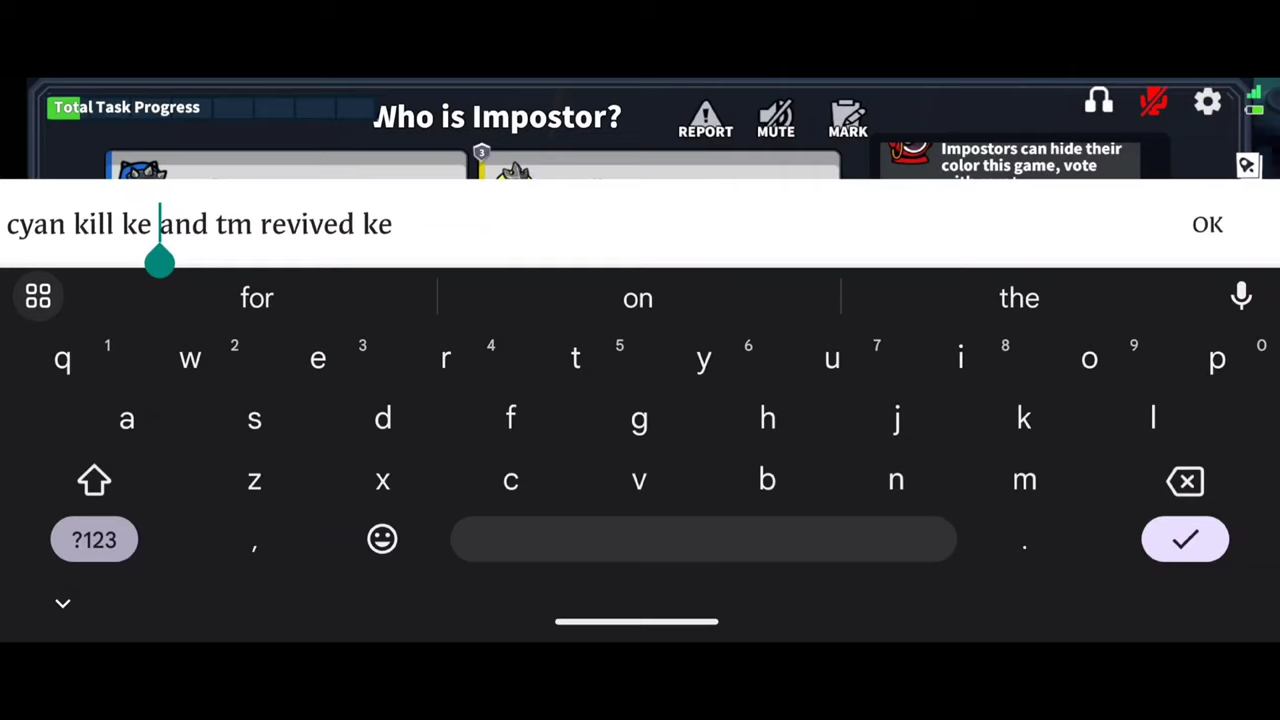 Total Task Progress
Who is Impostor?
REPORT
MUTE
MARK
Impostors can hide their
color this game, vote
3
cyan kill ke and tm revived ke
OK
for
on
the
q 1 w 2 e 3 r 4 t 5 y 6 u 7 i 8 o 9 p 0
a s d f g h j k l
z x c v b n m
?123 , .